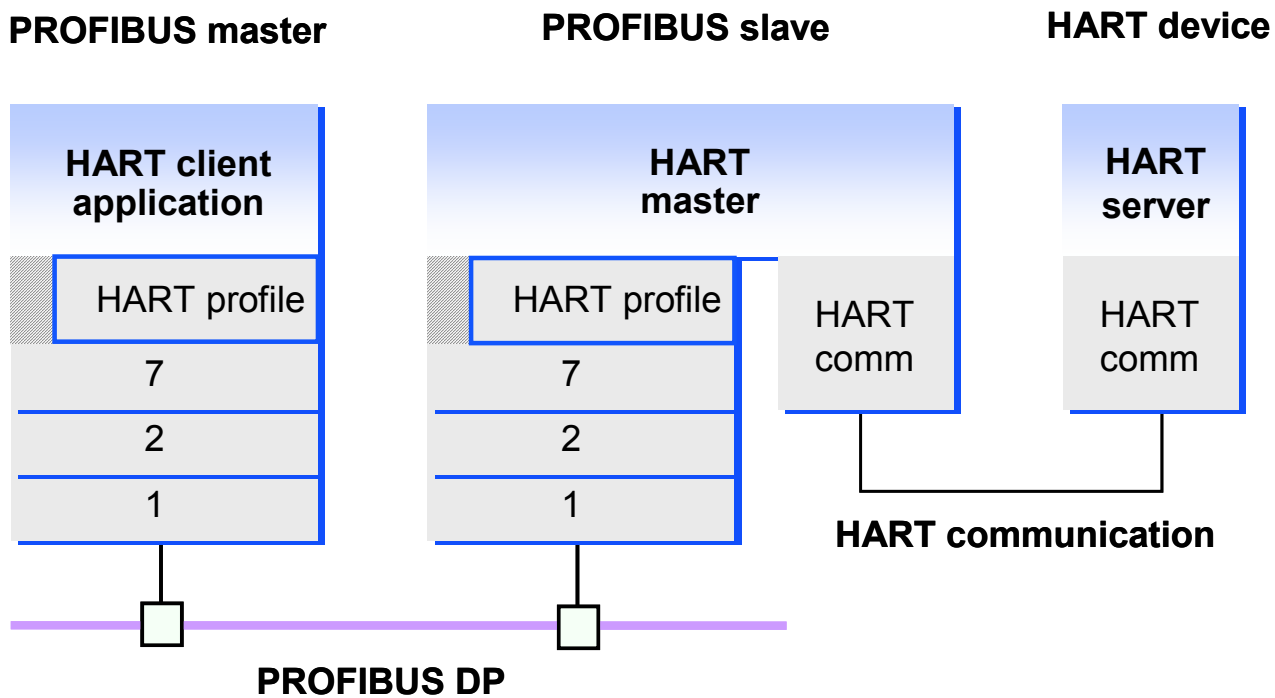 PROFIBUS master
PROFIBUS slave
HART device
HART client
application
HART
master
HART
server
HART profile
HART profile
HART
comm
HART
comm
7
7
2
2
1
1
HART communication
PROFIBUS DP